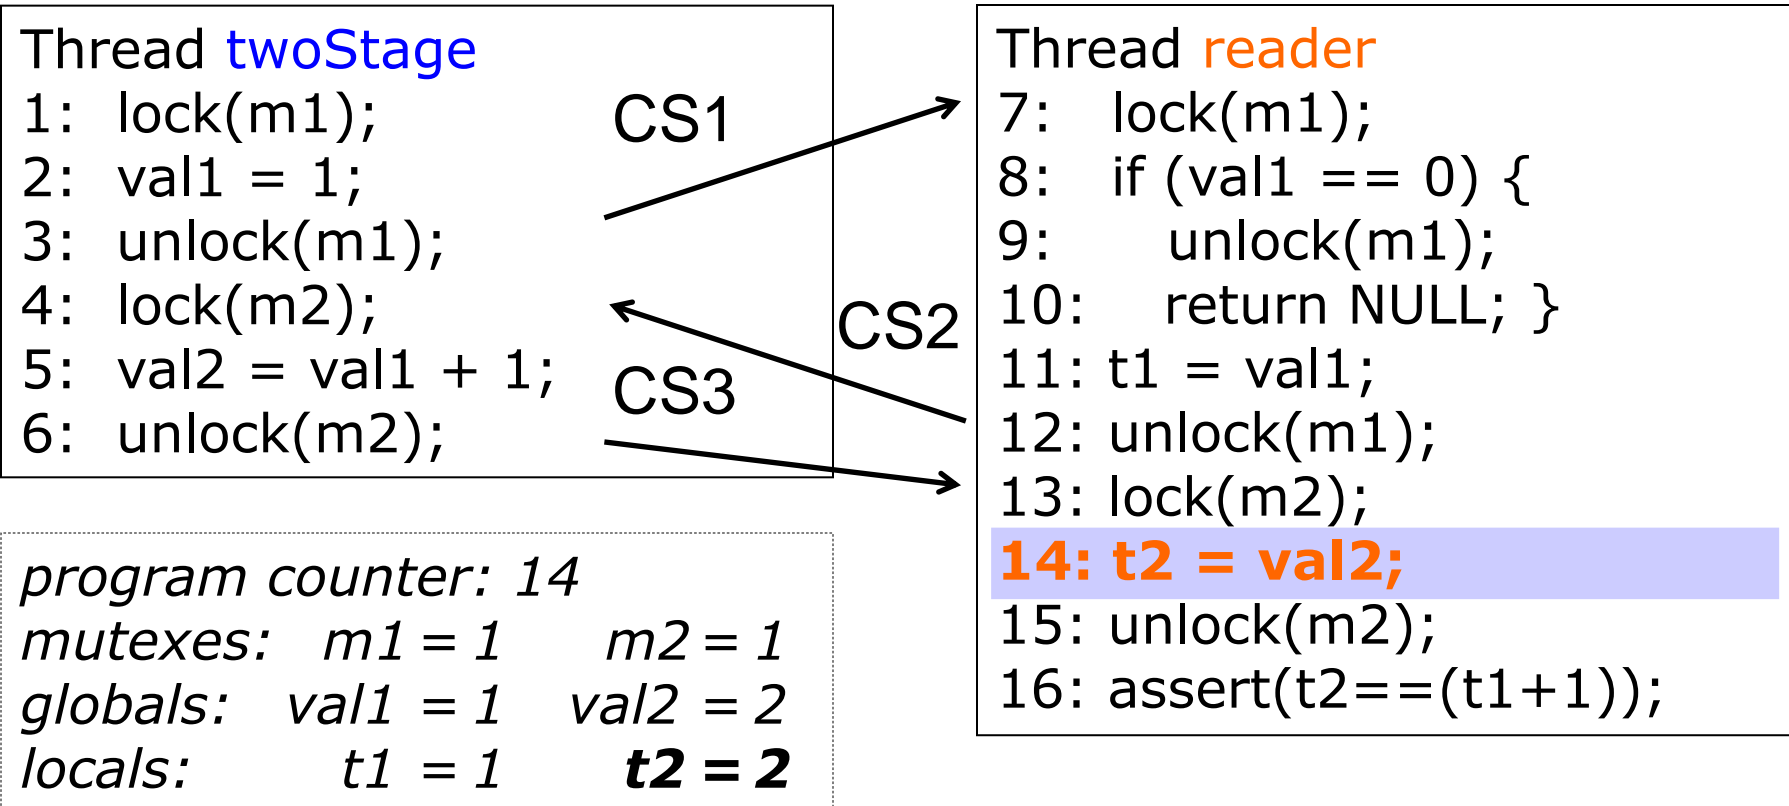 Thread twoStage
1: lock(m1);
2: val1 = 1;
3: unlock(m1);
4: lock(m2);
5: val2 = val1 + 1;
6: unlock(m2);
CS1
CS2
CS3
Thread reader
7: lock(m1);
8: if (val1 == 0) {
9: unlock(m1);
10: return NULL; }
11: t1 = val1;
12: unlock(m1);
13: lock(m2);
14: t2 = val2;
15: unlock(m2);
16: assert(t2==(t1+1));
program counter: 14
mutexes: m1 = 1 m2 = 1
globals: val1 = 1 val2 = 2
locals: t1 = 1 t2 = 2